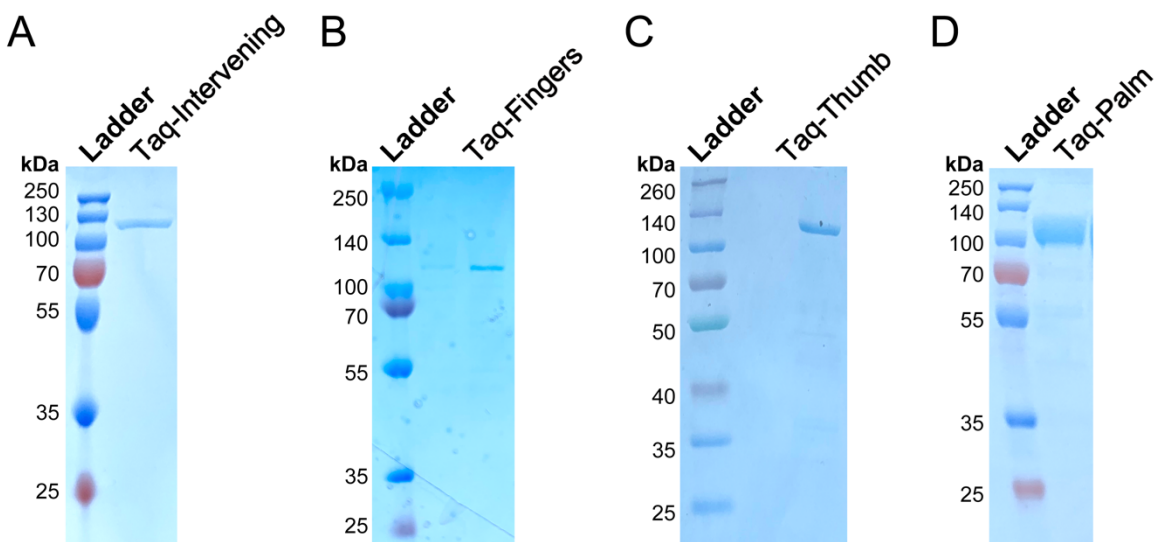 A
Ladder
Taq-Intervening
kDa
250
130
100
70
55
35
25
B
Ladder
Taq-Fingers
kDa
250
140
100
70
55
35
25
C
Ladder
Taq-Thumb
kDa
260
140
100
70
50
40
35
25
D
Ladder
Taq-Palm
kDa
250
140
100
70
55
35
25